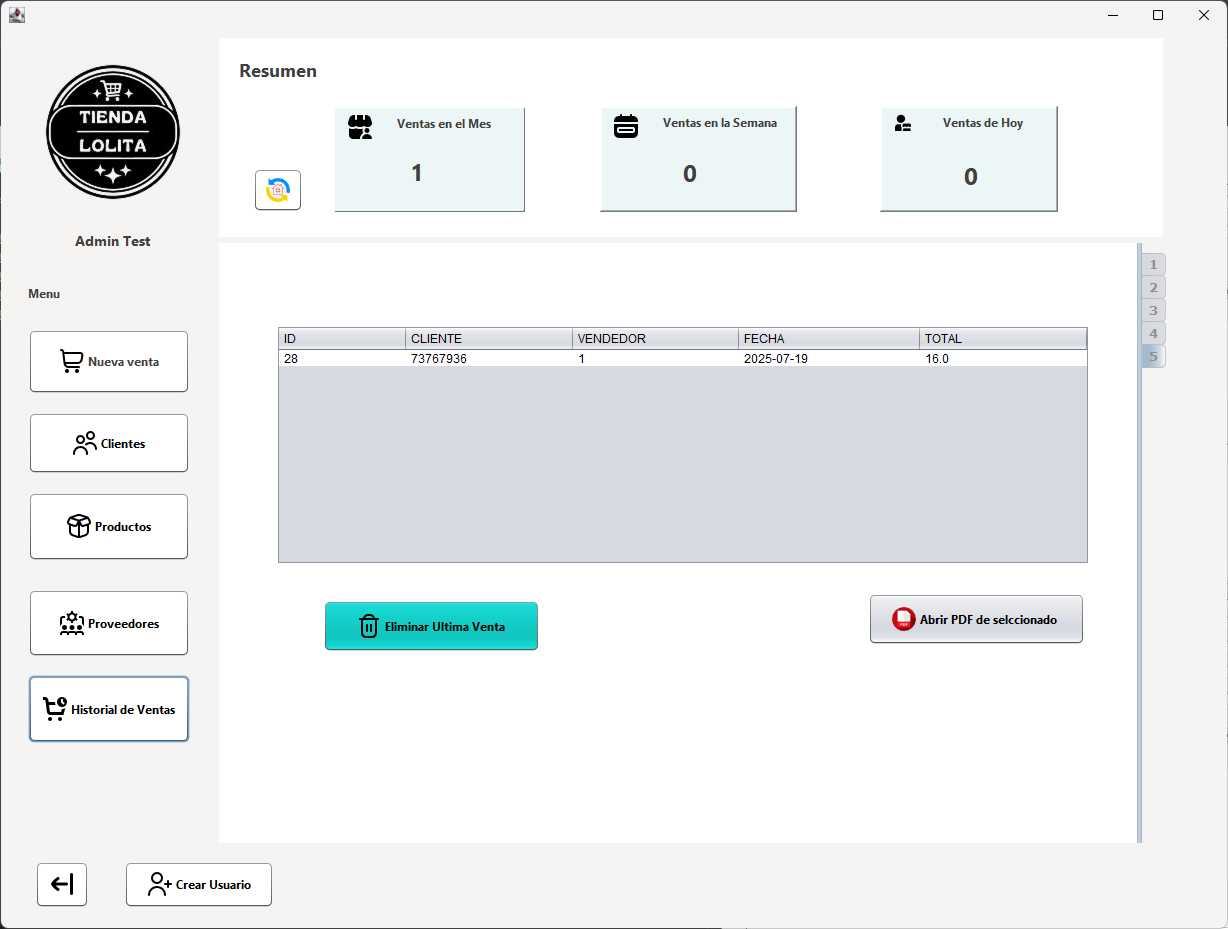 TIENDA
LOLITA
Admin Test
Menu
Nueva venta
Clientes
Productos
Proveedores
Historial de Ventas
Crear Usuario
Resumen
Ventas en el Mes
1
Ventas en la Semana
0
Ventas de Hoy
0
1
2
3
4
5
ID CLIENTE VENDEDOR FECHA TOTAL
28 73767936 1 2025-07-19 16.0
Eliminar Ultima Venta
PDF
Abrir PDF de selccionado